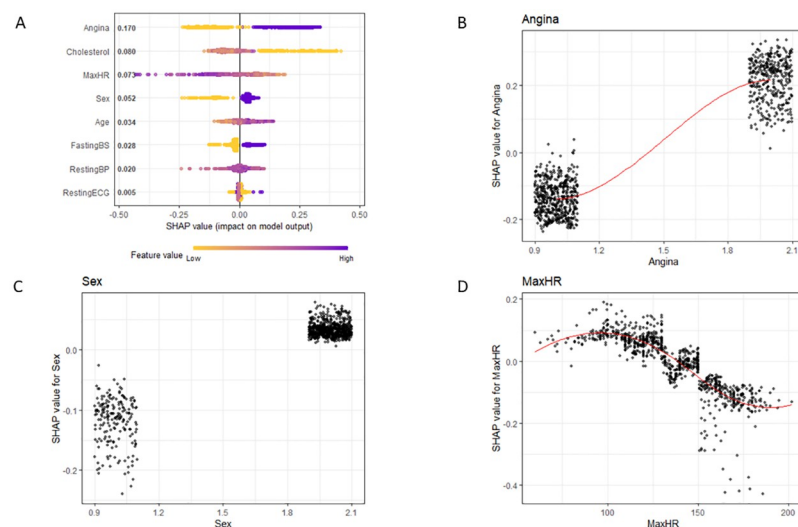 A
Angina 0.170
Cholesterol 0.080
MaxHR 0.073
Sex 0.052
Age 0.034
FastingBS 0.028
RestingBP 0.020
RestingECG 0.005
-0.50 -0.25 0.00 0.25 0.50
SHAP value (impact on model output)
Feature value Low High
B
Angina
SHAP value for Angina
0.2
0.0
-0.2
0.9 1.2 1.5 1.8 2.1
Angina
C
Sex
SHAP value for Sex
0.0
-0.1
-0.2
0.9 1.2 1.5 1.8 2.1
Sex
D
MaxHR
SHAP value for MaxHR
0.2
0.0
-0.2
-0.4
100 150 200
MaxHR